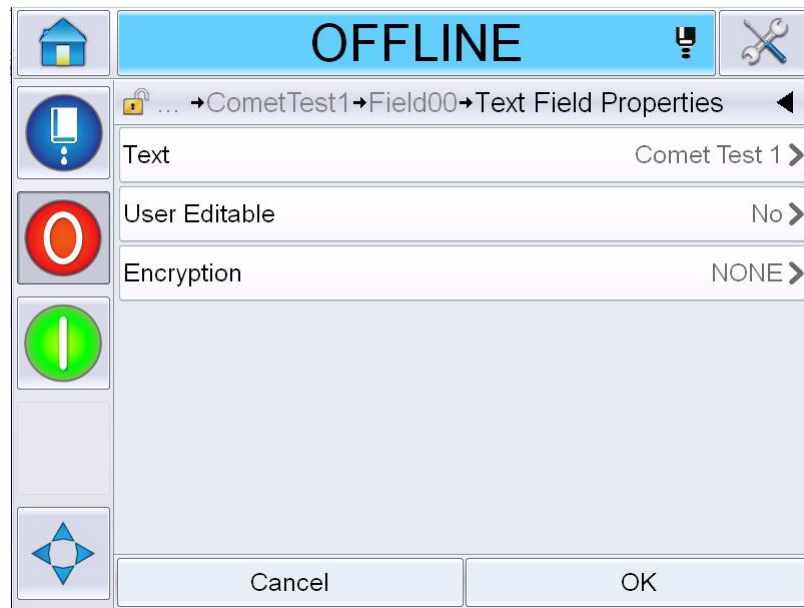 OFFLINE
... →CometTest1→Field00→Text Field Properties
Text Comet Test 1
User Editable No
Encryption NONE
Cancel OK